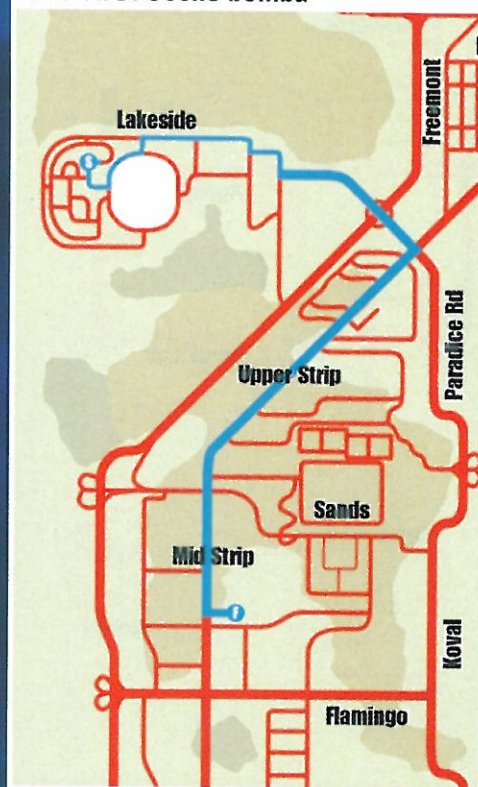 Lakeside
S
Freemont
Paradice Rd
Upper Strip
Sands
Mid Strip
F
Koval
Flamingo